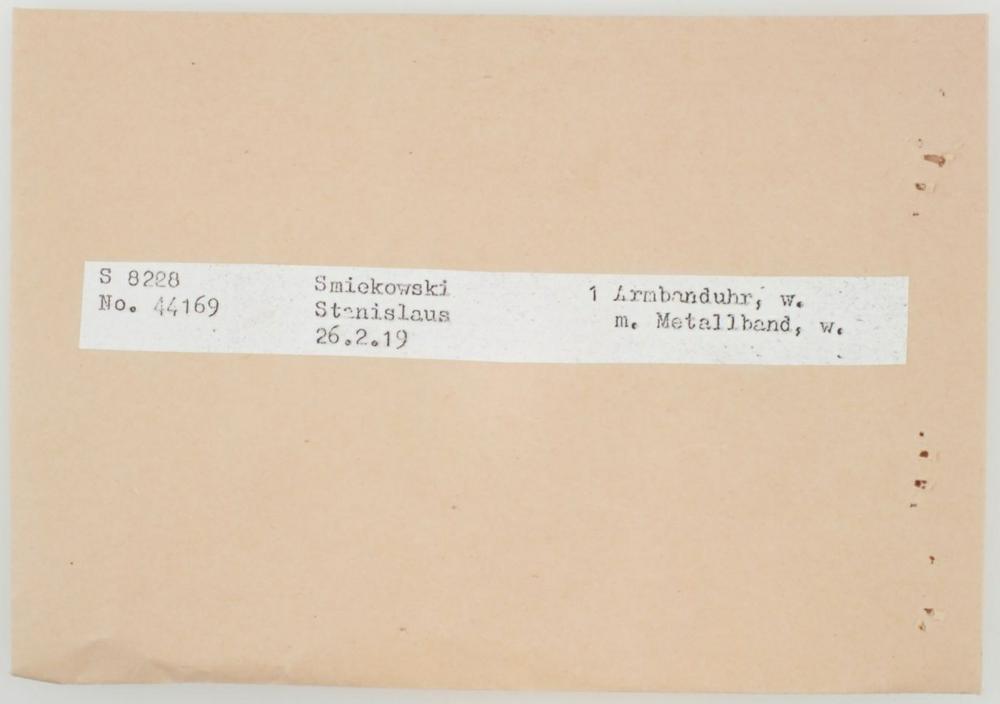 S 8228
No. 44169
Smiekowski
Stanislaus
26.2.19
1 Armbanduhr, w.
m. Metallband, w.